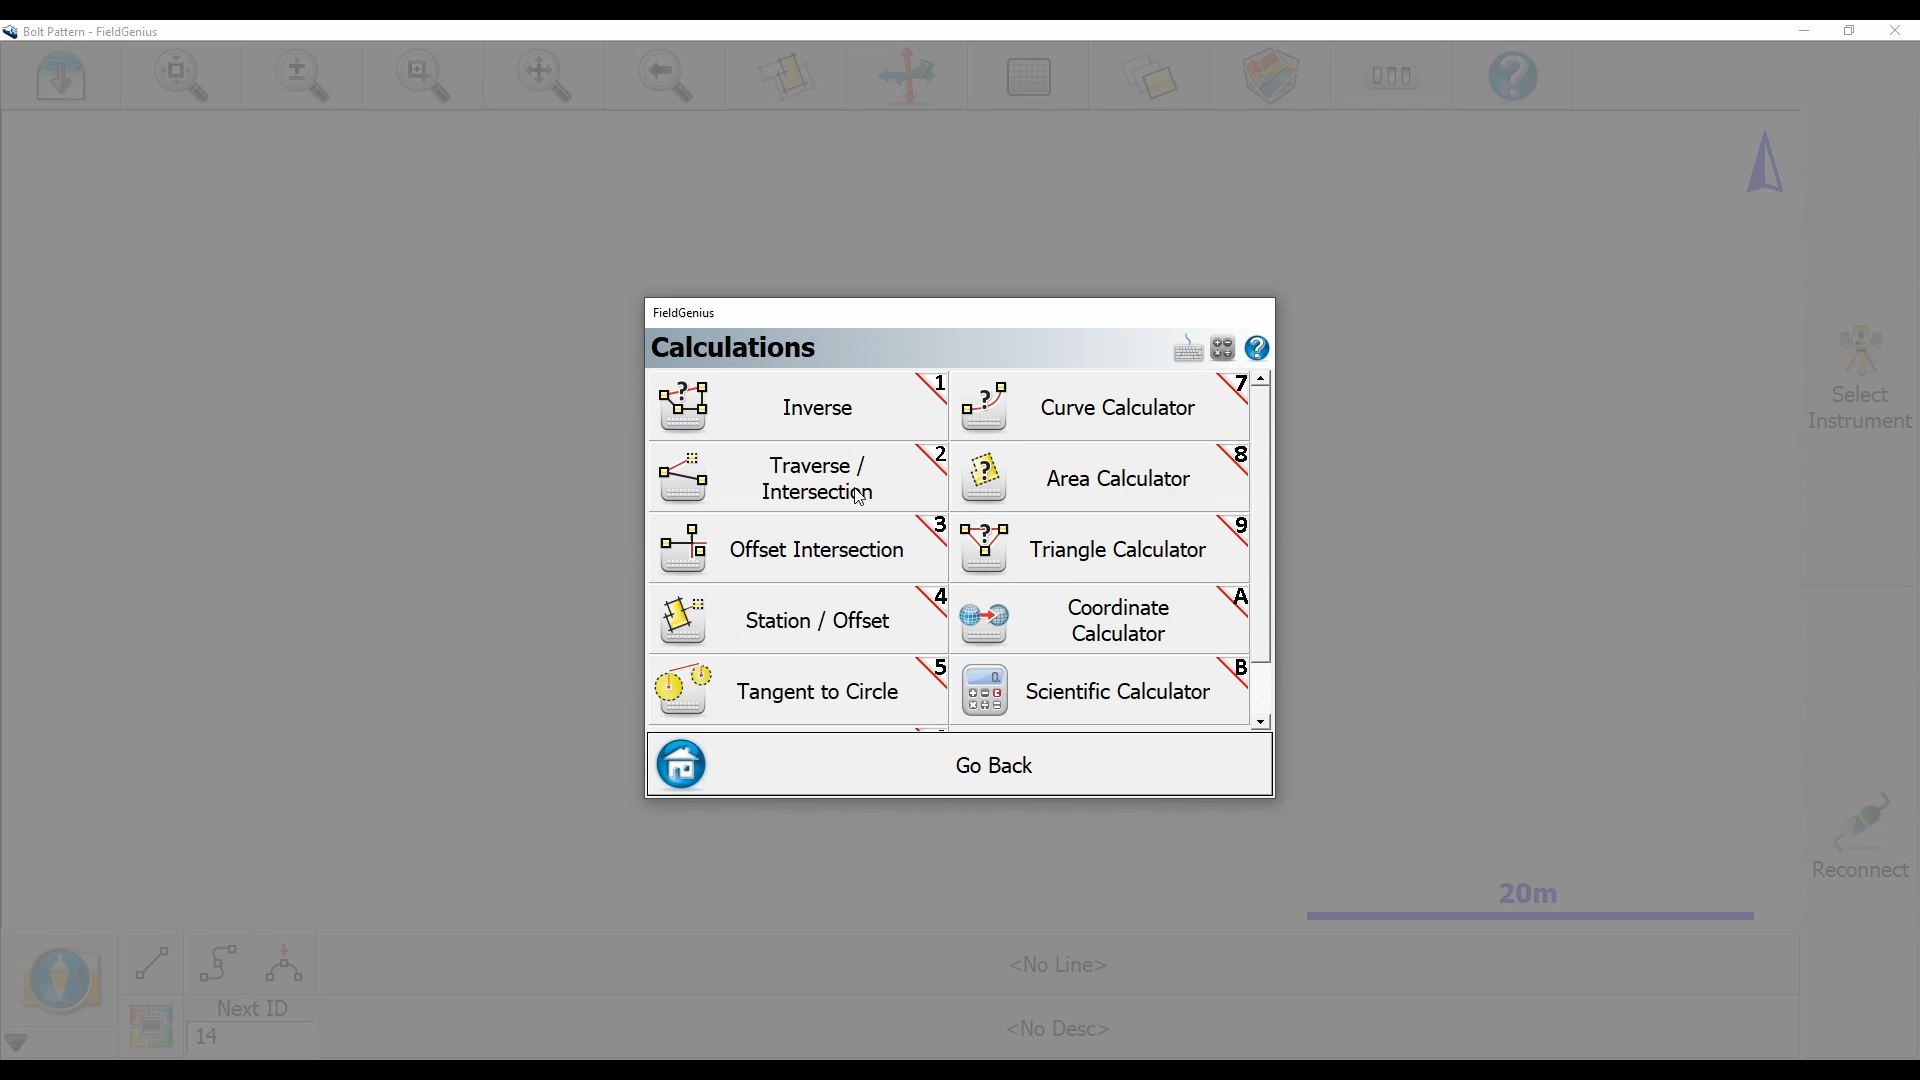 Bolt Pattern - FieldGenius
Select
Instrument
FieldGenius
Calculations
Inverse
1
Curve Calculator
7
Traverse /
Intersection
2
Area Calculator
8
Offset Intersection
3
Triangle Calculator
9
Station / Offset
4
Coordinate
Calculator
A
Tangent to Circle
5
Scientific Calculator
B
0.
Go Back
Reconnect
20m
<No Line>
Next ID
14
<No Desc>